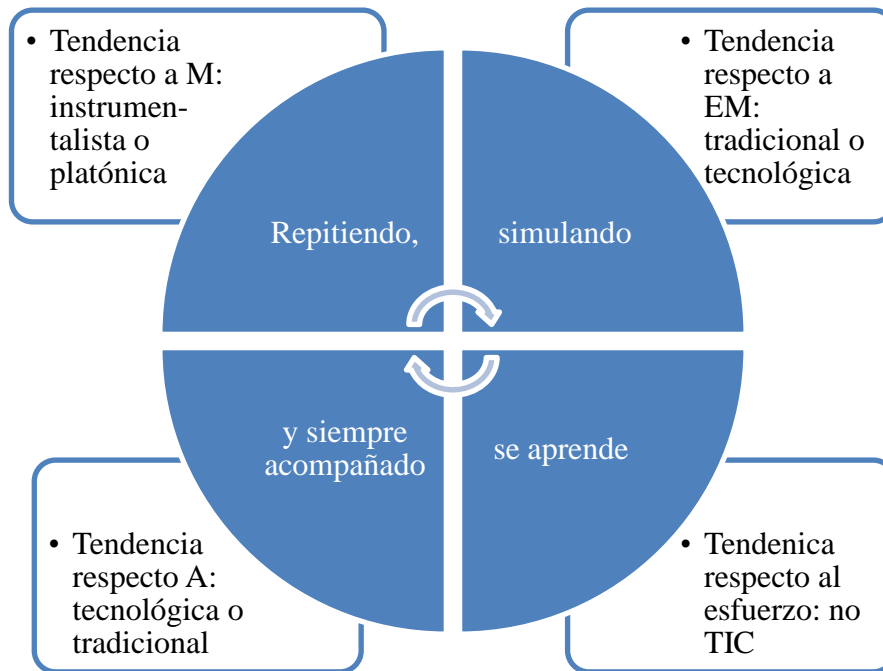 • Tendencia
respecto a M:
instrumen-
talista o
platónica
• Tendencia
respecto a
EM:
tradicional o
tecnológica
Repitiendo,
simulando
y siempre
acompañado
se aprende
• Tendencia
respecto A:
tecnológica o
tradicional
• Tendenica
respecto al
esfuerzo: no
TIC